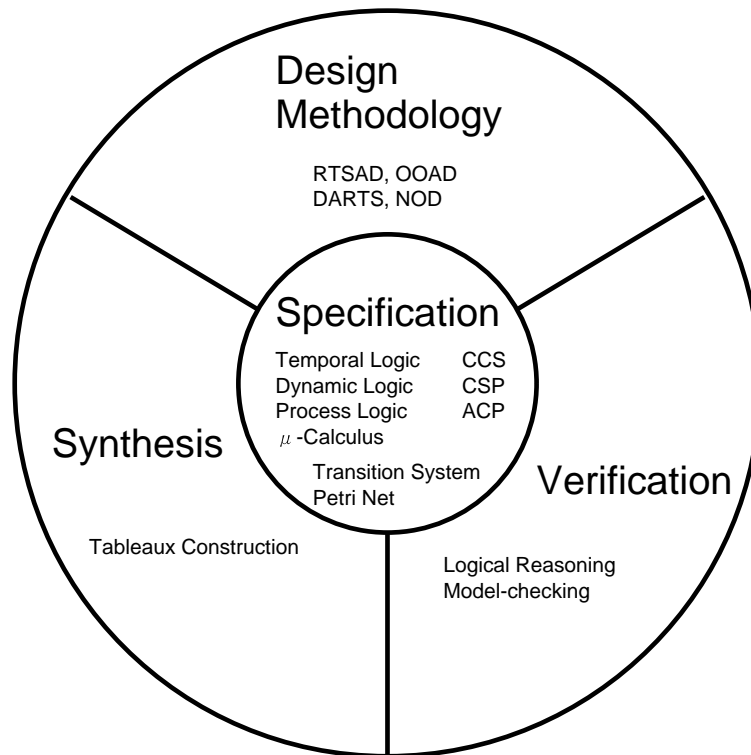 Design
Methodology
RTSAD, OOAD
DARTS, NOD
Specification
Temporal Logic CCS
Dynamic Logic CSP
Process Logic ACP
μ-Calculus
Transition System
Petri Net
Synthesis
Tableaux Construction
Verification
Logical Reasoning
Model-checking